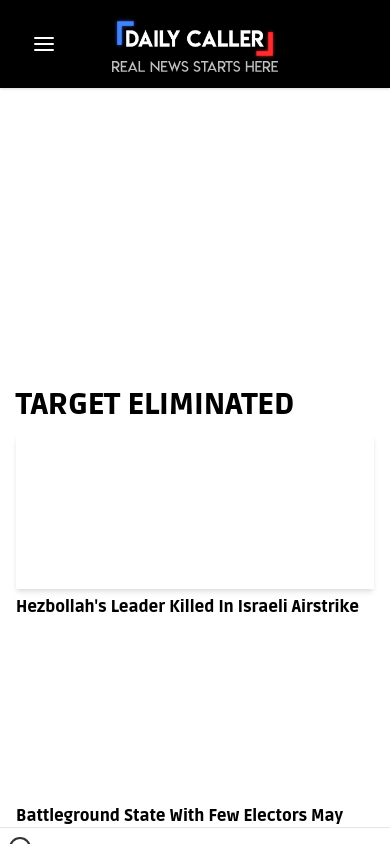 DAILY CALLER
REAL NEWS STARTS HERE
TARGET ELIMINATED
Hezbollah's Leader Killed In Israeli Airstrike
Battleground State With Few Electors May